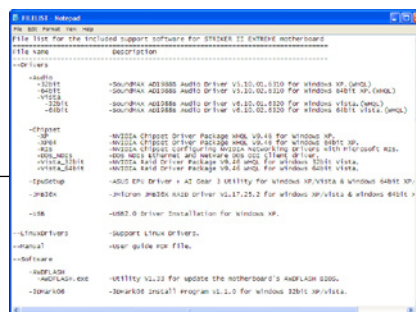 FILELIST - Notepad
File Edit Format View Help
File list for the included support software for STRIKER II EXTREME motherboard
File Name Description
--Drivers
-Audio
-32bit -SoundMAX AD1988B Audio Driver V5.10.01.6310 for Windows XP.(WHQL)
-64bit -SoundMAX AD1988B Audio Driver V5.10.01.6310 for Windows 64bit XP.(WHQL)
-Vista
-32bit -SoundMAX AD1988B Audio Driver V6.10.01.6320 for Windows Vista.(WHQL)
-64bit -SoundMAX AD1988B Audio Driver V6.10.01.6320 for Windows 64bit Vista.(WHQL)
-Chipset
-XP -NVIDIA Chipset Driver Package WHQL V9.46 for Windows XP.
-XP64 -NVIDIA Chipset Driver Package WHQL V9.46 for Windows 64bit XP.
-RIS -NVIDIA Chipset Configuring NVIDIA Networking Drivers with Microsoft RIS.
-DOS_NDIS -DOS NDIS Ethernet and Netware DOS ODI Client driver.
-Vista_32bit -NVIDIA Raid Driver Package WHQL V9.46 for Windows 32bit Vista.
-Vista_64bit -NVIDIA Raid Driver Package WHQL V9.46 for Windows 64bit Vista.
-EpuSetup -ASUS EPU Driver + AI Gear 3 Utility for Windows XP/Vista & Windows 64bit XP/
-JMB36X -JMicron JMB36X RAID Driver V1.17.25.2 for Windows XP/Vista & Windows 64bit X
-USB -USB2.0 Driver Installation for Windows XP.
--LinuxDrivers -Support Linux Drivers.
--Manual -User guide PDF file.
--Software
-AWDFLASH
-AWDFLASH.exe -Utility V1.33 for update the motherboard's AWDFLASH BIOS.
-3DMark06 -3DMark06 Install Program V1.1.0 for Windows 32bit XP/Vista.